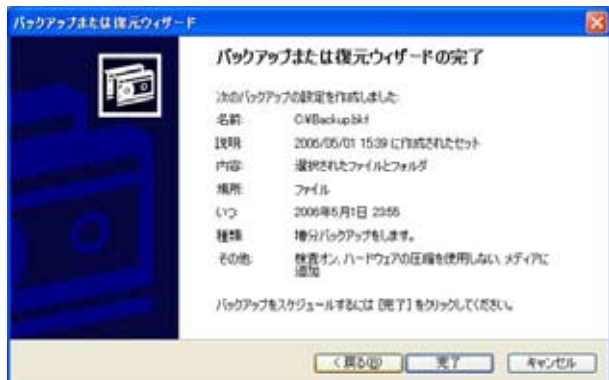 バックアップまたは復元ウィザード
バックアップまたは復元ウィザードの完了
次のバックアップの設定を作成しました:
名前: C:¥Backup.bkf
説明: 2006/05/01 15:39 に作成されたセット
内容: 選択されたファイルとフォルダ
場所: ファイル
いつ 2006年5月1日 23:55
種類: 増分バックアップをします。
その他: 検査オン、ハードウェアの圧縮を使用しない、メディアに
追加
バックアップをスケジュールするには [完了] をクリックしてください。
< 戻る(B)
完了
キャンセル